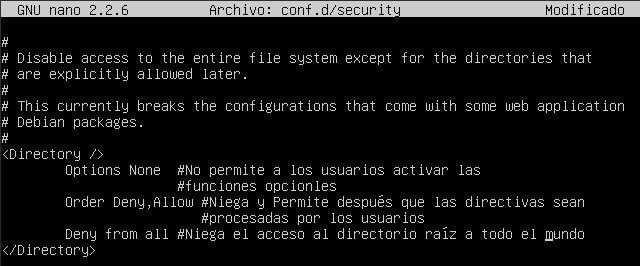 GNU nano 2.2.6 Archivo: conf.d/security Modificado
#
# Disable access to the entire file system except for the directories that
# are explicitly allowed later.
#
# This currently breaks the configurations that come with some web application
# Debian packages.
#
<Directory />
Options None #No permite a los usuarios activar las
#funciones opcionles
Order Deny,Allow #Niega y Permite después que las directivas sean
#procesadas por los usuarios
Deny from all #Niega el acceso al directorio raíz a todo el mundo
</Directory>